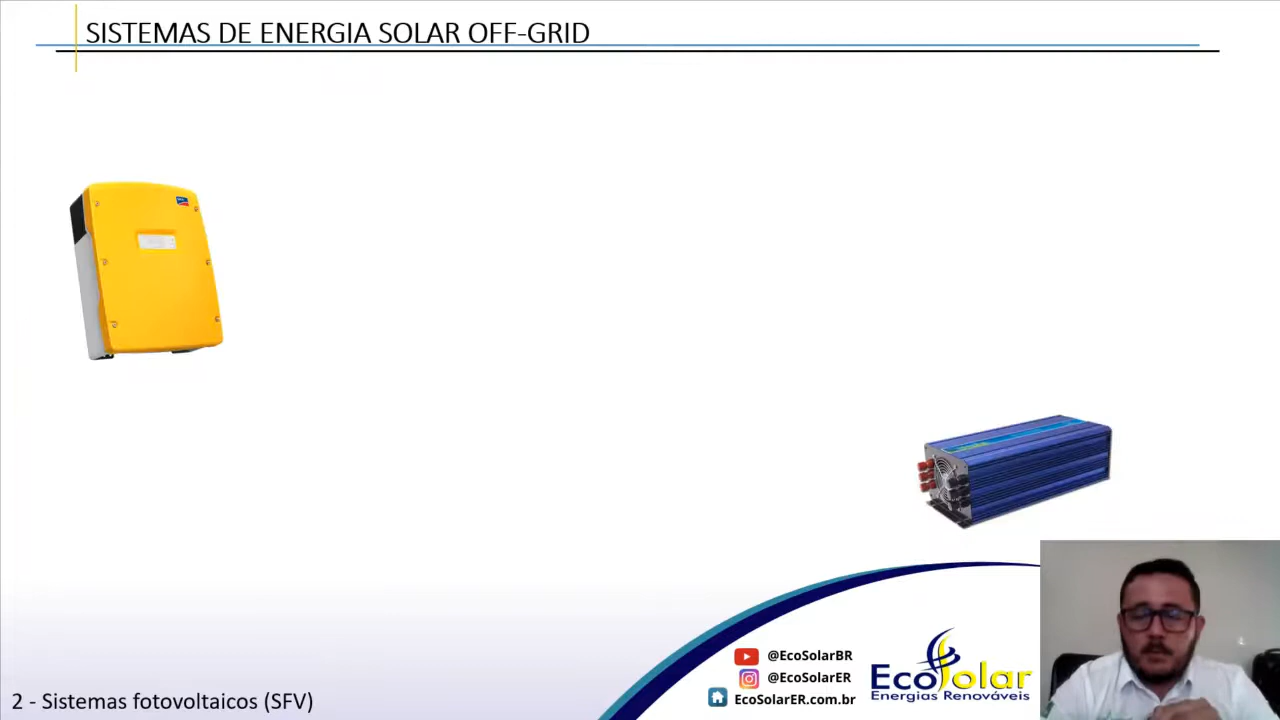 SISTEMAS DE ENERGIA SOLAR OFF-GRID
@EcoSolarBR
@EcoSolarER
EcoSolarER.com.br
EcoSolar
Energias Renováveis
2 - Sistemas fotovoltaicos (SFV)